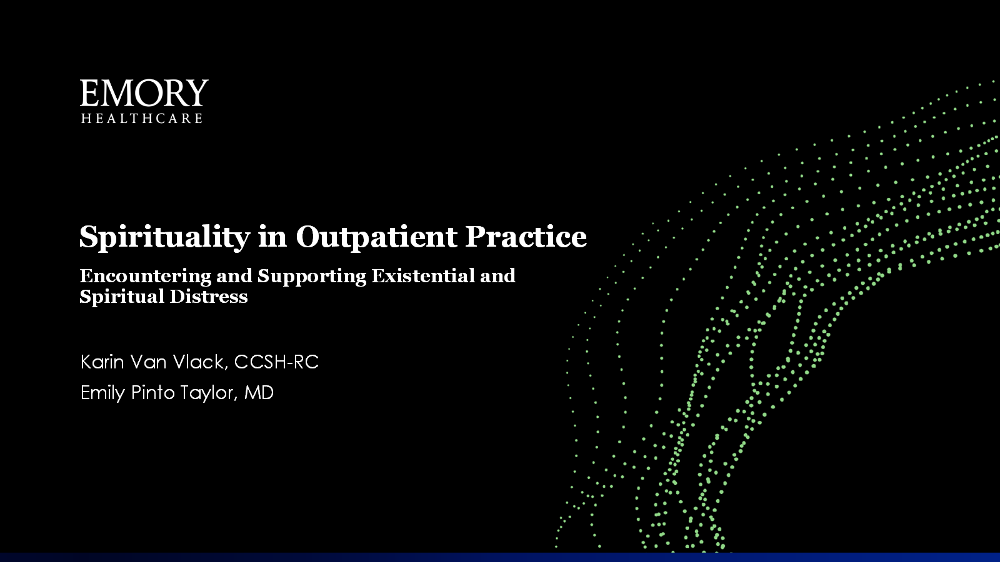 EMORY
HEALTHCARE
Spirituality in Outpatient Practice
Encountering and Supporting Existential and
Spiritual Distress
Karin Van Vlack, CCSH-RC
Emily Pinto Taylor, MD